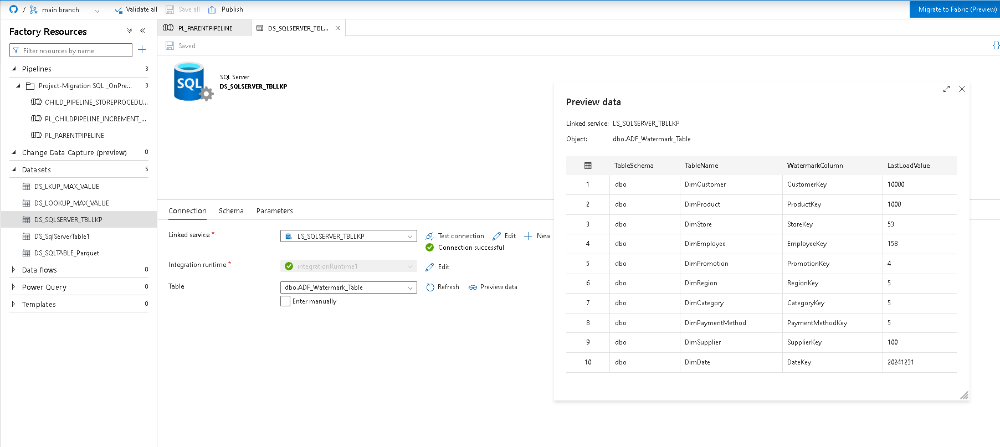 / main branch Validate all Save all Publish Migrate to Fabric (Preview)
Factory Resources
Filter resources by name
Pipelines 3
Project-Migration SQL _OnPre... 3
CHILD_PIPELINE_STOREPROCEDU...
PL_CHILDPIPELINE_INCREMENT_...
PL_PARENTPIPELINE
Change Data Capture (preview) 0
Datasets 5
DS_LKUP_MAX_VALUE
DS_LOOKUP_MAX_VALUE
DS_SQLSERVER_TBLLKP
DS_SqlServerTable1
DS_SQLTABLE_Parquet
Data flows 0
Power Query 0
Templates 0
PL_PARENTPIPELINE DS_SQLSERVER_TBL...
Saved {}
SQL
SQL Server
DS_SQLSERVER_TBLLKP
Connection Schema Parameters
Linked service * LS_SQLSERVER_TBLLKP Test connection Edit New
Connection successful
Integration runtime * integrationRuntime1 Edit
Table dbo.ADF_Watermark_Table Refresh Preview data
Enter manually
Preview data
Linked service: LS_SQLSERVER_TBLLKP
Object: dbo.ADF_Watermark_Table
TableSchema TableName WatermarkColumn LastLoadValue
1 dbo DimCustomer CustomerKey 10000
2 dbo DimProduct ProductKey 1000
3 dbo DimStore StoreKey 53
4 dbo DimEmployee EmployeeKey 158
5 dbo DimPromotion PromotionKey 4
6 dbo DimRegion RegionKey 5
7 dbo DimCategory CategoryKey 5
8 dbo DimPaymentMethod PaymentMethodKey 5
9 dbo DimSupplier SupplierKey 100
10 dbo DimDate DateKey 20241231